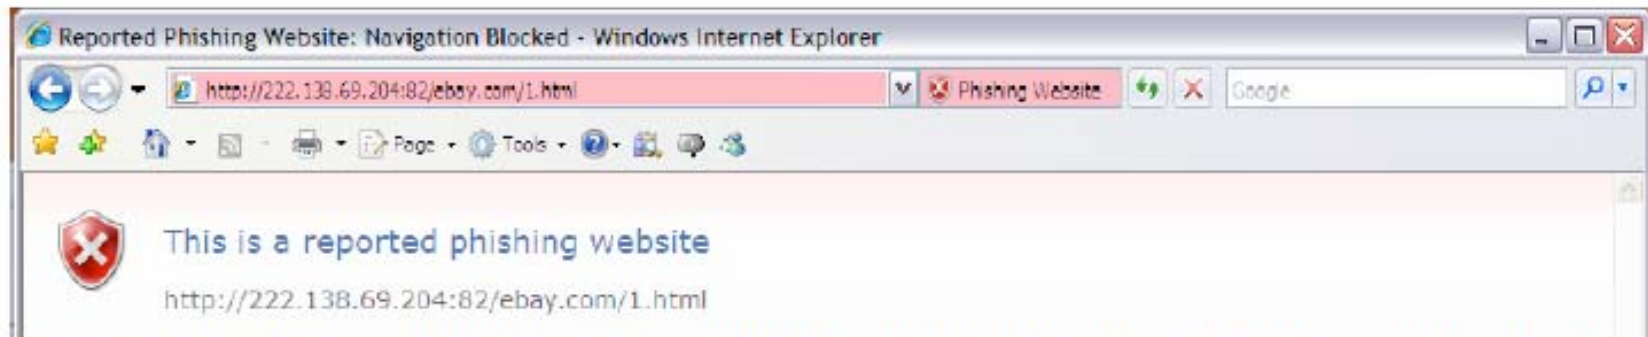 Reported Phishing Website: Navigation Blocked - Windows Internet Explorer
http://222.138.69.204:82/ebay.com/1.html Phishing Website Google
Page Tools
This is a reported phishing website
http://222.138.69.204:82/ebay.com/1.html